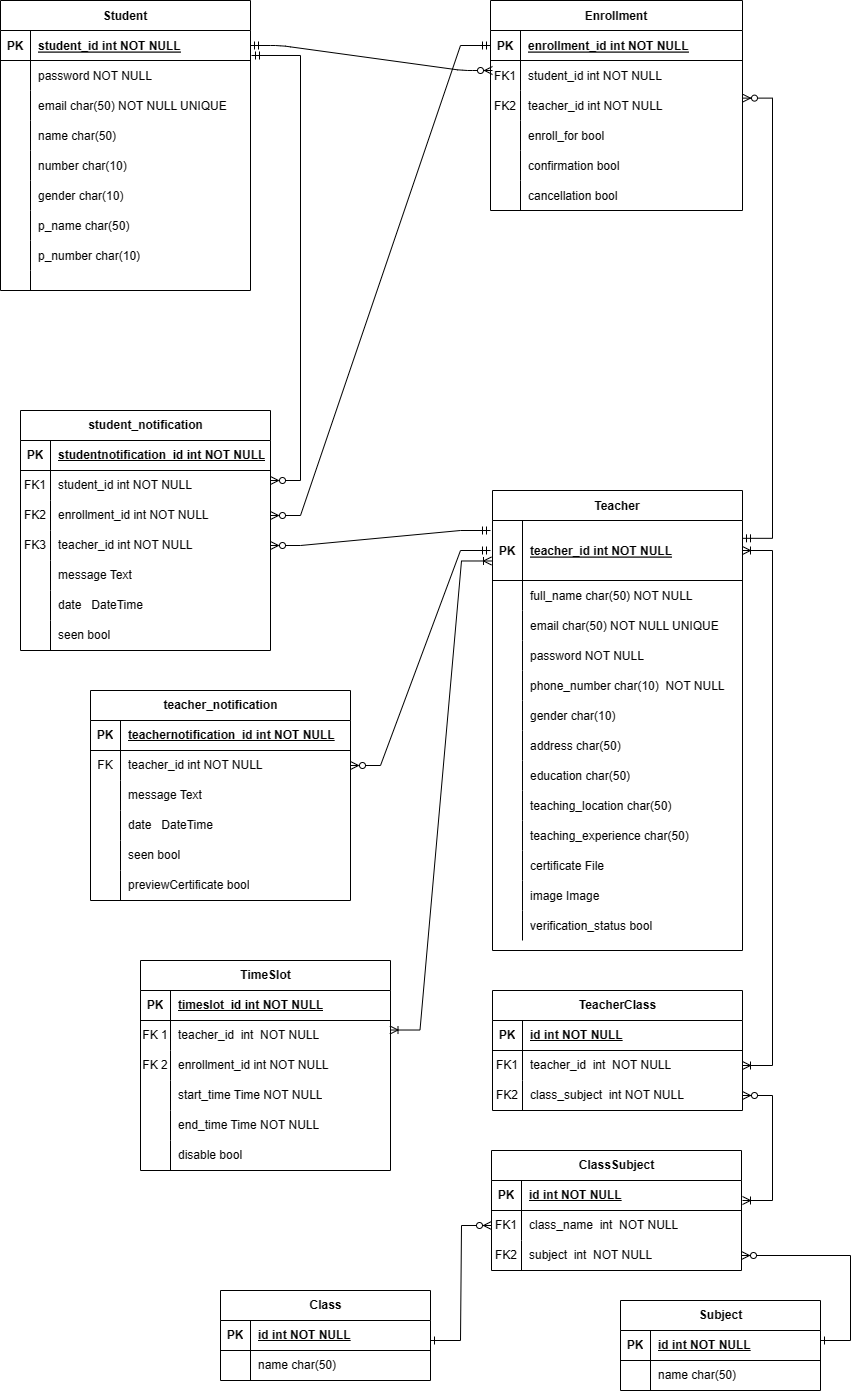 Student
PK student_id int NOT NULL
password NOT NULL
email char(50) NOT NULL UNIQUE
name char(50)
number char(10)
gender char(10)
p_name char(50)
p_number char(10)
Enrollment
PK enrollment_id int NOT NULL
FK1 student_id int NOT NULL
FK2 teacher_id int NOT NULL
enroll_for bool
confirmation bool
cancellation bool
student_notification
PK studentnotification_id int NOT NULL
FK1 student_id int NOT NULL
FK2 enrollment_id int NOT NULL
FK3 teacher_id int NOT NULL
message Text
date DateTime
seen bool
Teacher
PK teacher_id int NOT NULL
full_name char(50) NOT NULL
email char(50) NOT NULL UNIQUE
password NOT NULL
phone_number char(10) NOT NULL
gender char(10)
address char(50)
education char(50)
teaching_location char(50)
teaching_experience char(50)
certificate File
image Image
verification_status bool
teacher_notification
PK teachernotification_id int NOT NULL
FK teacher_id int NOT NULL
message Text
date DateTime
seen bool
previewCertificate bool
TimeSlot
PK timeslot_id int NOT NULL
FK 1 teacher_id int NOT NULL
FK 2 enrollment_id int NOT NULL
start_time Time NOT NULL
end_time Time NOT NULL
disable bool
TeacherClass
PK id int NOT NULL
FK1 teacher_id int NOT NULL
FK2 class_subject int NOT NULL
ClassSubject
PK id int NOT NULL
FK1 class_name int NOT NULL
FK2 subject int NOT NULL
Class
PK id int NOT NULL
name char(50)
Subject
PK id int NOT NULL
name char(50)